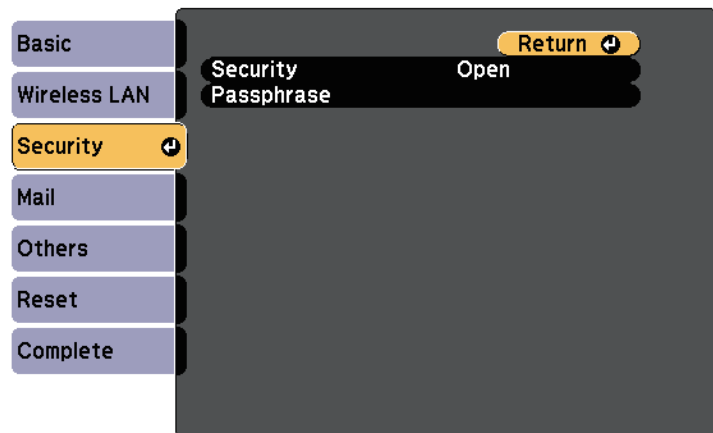 Basic
Wireless LAN
Security
Mail
Others
Reset
Complete
Return
Security Open
Passphrase